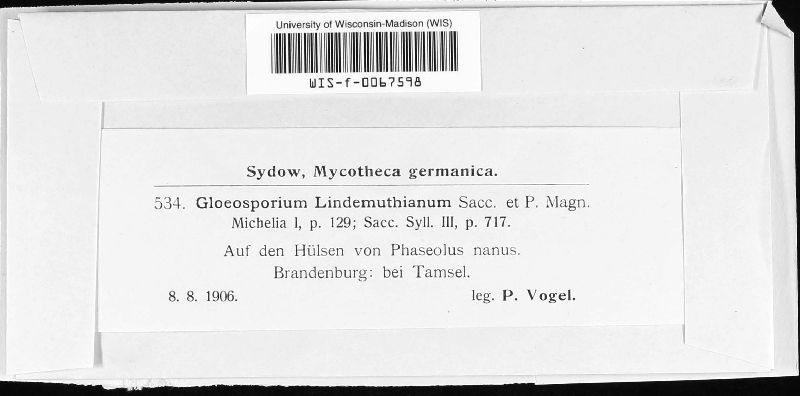 University of Wisconsin-Madison (WIS)
WIS-f-0067598
Sydow, Mycotheca germanica.
534. Gloeosporium Lindemuthianum Sacc. et P. Magn.
Michelia I, p. 129; Sacc. Syll. III, p. 717.
Auf den Hülsen von Phaseolus nanus.
Brandenburg: bei Tamsel.
8. 8. 1906. leg. P. Vogel.